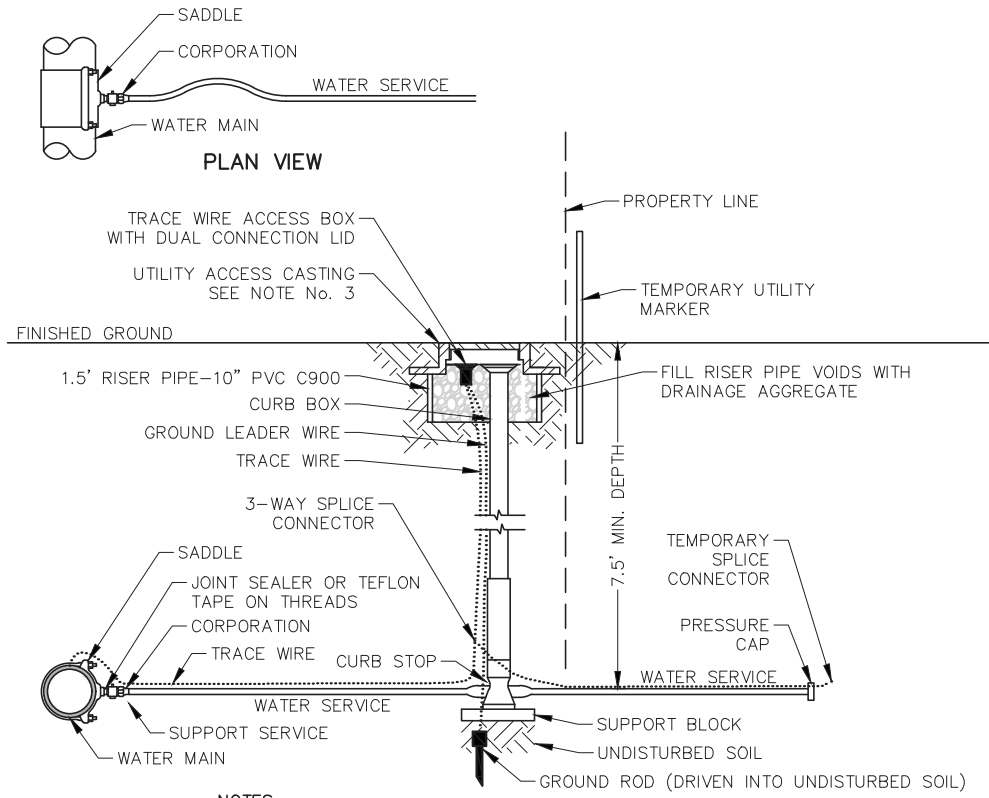 SADDLE
CORPORATION
WATER SERVICE
WATER MAIN
PLAN VIEW
PROPERTY LINE
TRACE WIRE ACCESS BOX
WITH DUAL CONNECTION LID
UTILITY ACCESS CASTING
SEE NOTE No. 3
TEMPORARY UTILITY
MARKER
FINISHED GROUND
1.5' RISER PIPE-10" PVC C900
FILL RISER PIPE VOIDS WITH
DRAINAGE AGGREGATE
CURB BOX
GROUND LEADER WIRE
TRACE WIRE
7.5' MIN. DEPTH
3-WAY SPLICE
CONNECTOR
TEMPORARY
SPLICE
CONNECTOR
SADDLE
JOINT SEALER OR TEFLON
TAPE ON THREADS
CORPORATION
PRESSURE
CAP
TRACE WIRE
CURB STOP
WATER SERVICE
WATER SERVICE
SUPPORT SERVICE
SUPPORT BLOCK
WATER MAIN
UNDISTURBED SOIL
GROUND ROD (DRIVEN INTO UNDISTURBED SOIL)
NOTES